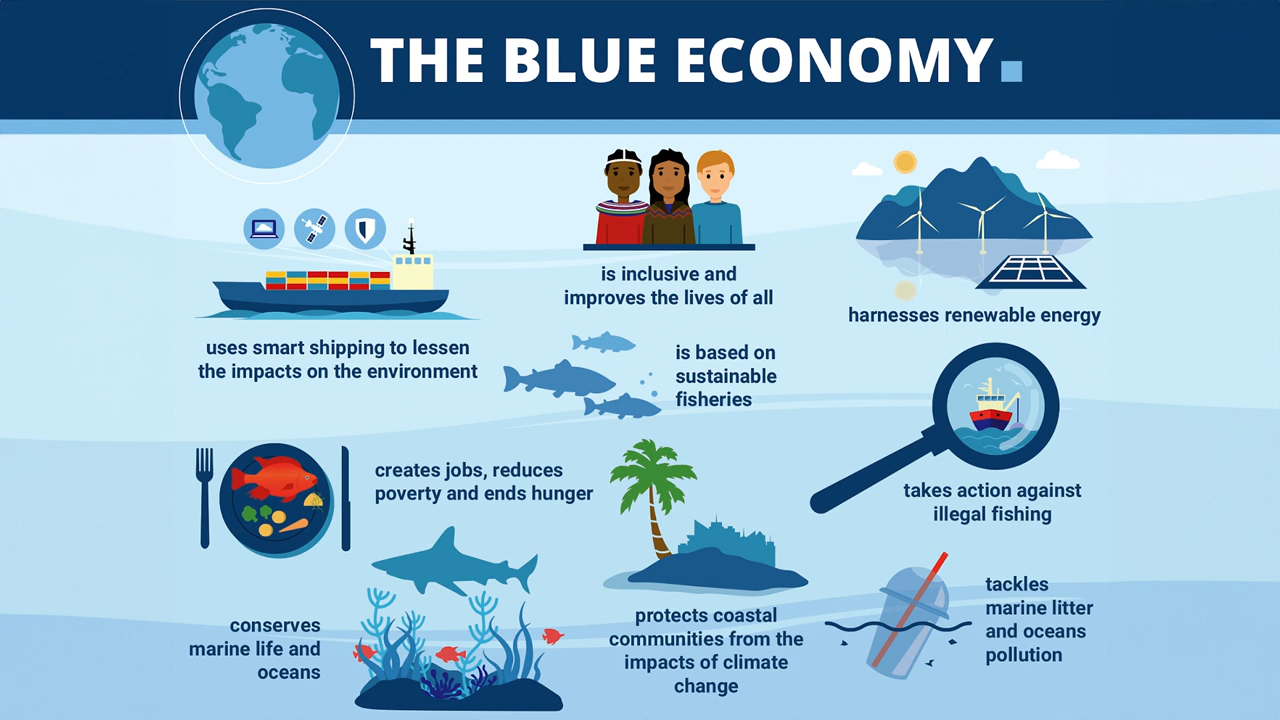 THE BLUE ECONOMY.
is inclusive and
improves the lives of all
harnesses renewable energy
uses smart shipping to lessen
the impacts on the environment
is based on
sustainable
fisheries
creates jobs, reduces
poverty and ends hunger
takes action against
illegal fishing
conserves
marine life and
oceans
protects coastal
communities from the
impacts of climate
change
tackles
marine litter
and oceans
pollution